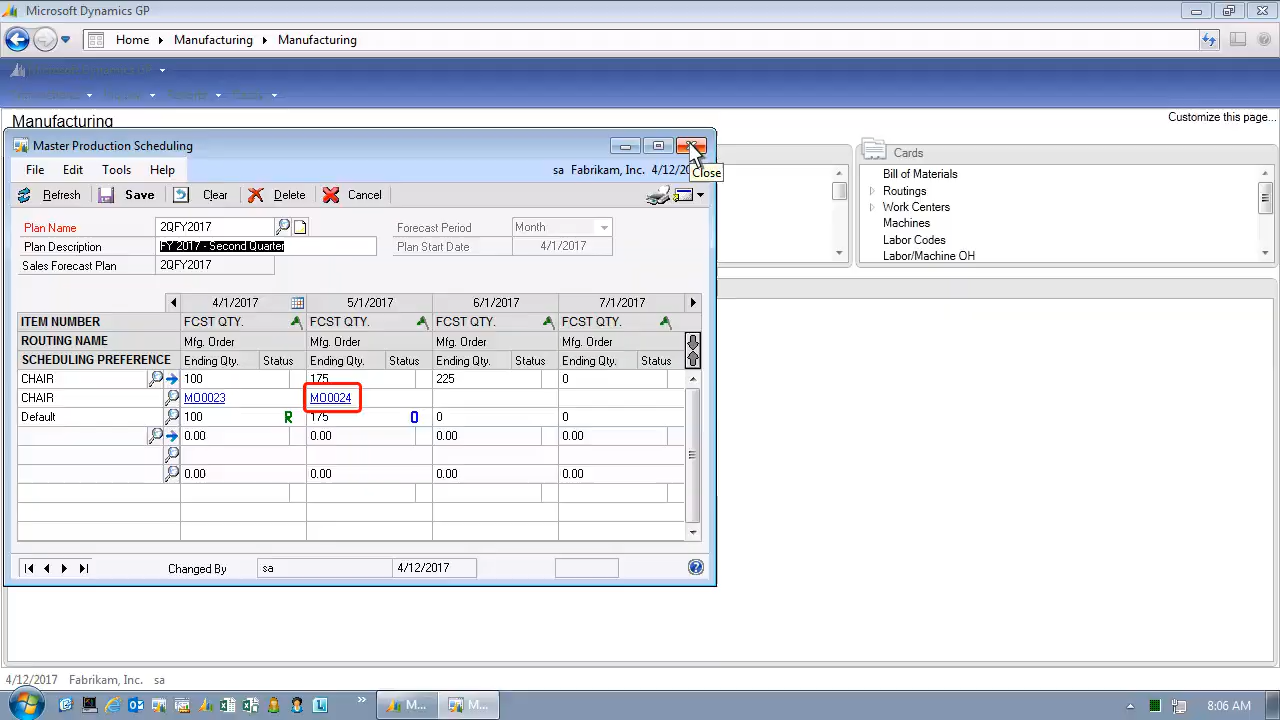 Microsoft Dynamics GP
Home Manufacturing Manufacturing
Manufacturing
Customize this page...
Master Production Scheduling
Close
File Edit Tools Help
sa Fabrikam, Inc. 4/12/20
Refresh Save Clear Delete Cancel
Plan Name 2QFY2017 Forecast Period Month
Plan Description FY 2017 - Second Quarter Plan Start Date 4/1/2017
Sales Forecast Plan 2QFY2017
4/1/2017 5/1/2017 6/1/2017 7/1/2017
ITEM NUMBER FCST QTY. FCST QTY. FCST QTY. FCST QTY.
ROUTING NAME Mfg. Order Mfg. Order Mfg. Order Mfg. Order
SCHEDULING PREFERENCE Ending Qty. Status Ending Qty. Status Ending Qty. Status Ending Qty. Status
CHAIR 100 175 225 0
CHAIR MO0023 MO0024
Default 100 R 175 O 0 0
0.00 0.00 0.00 0.00
0.00 0.00 0.00 0.00
Changed By sa 4/12/2017
Cards
Bill of Materials
Routings
Work Centers
Machines
Labor Codes
Labor/Machine OH
4/12/2017 Fabrikam, Inc. sa
M... M...
8:06 AM